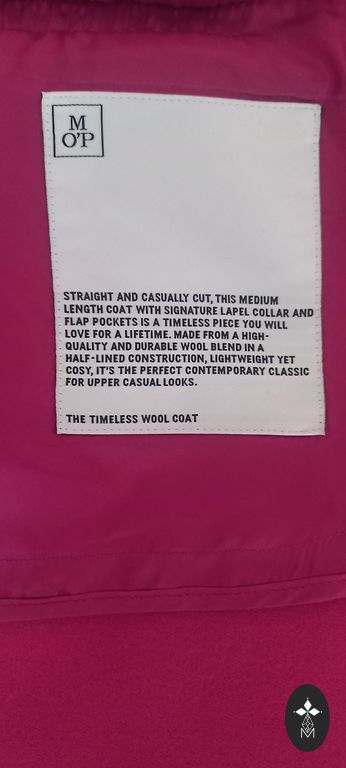 M
O'P
STRAIGHT AND CASUALLY CUT, THIS MEDIUM
LENGTH COAT WITH SIGNATURE LAPEL COLLAR AND
FLAP POCKETS IS A TIMELESS PIECE YOU WILL
LOVE FOR A LIFETIME. MADE FROM A HIGH-
QUALITY AND DURABLE WOOL BLEND IN A
HALF-LINED CONSTRUCTION, LIGHTWEIGHT YET
COSY, IT'S THE PERFECT CONTEMPORARY CLASSIC
FOR UPPER CASUAL LOOKS.
THE TIMELESS WOOL COAT
M